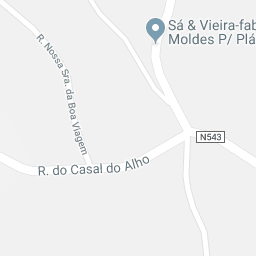 Sá & Vieira-fab
Moldes P/ Plá
R. Nossa Sra. da Boa Viagem
N543
R. do Casal do Alho